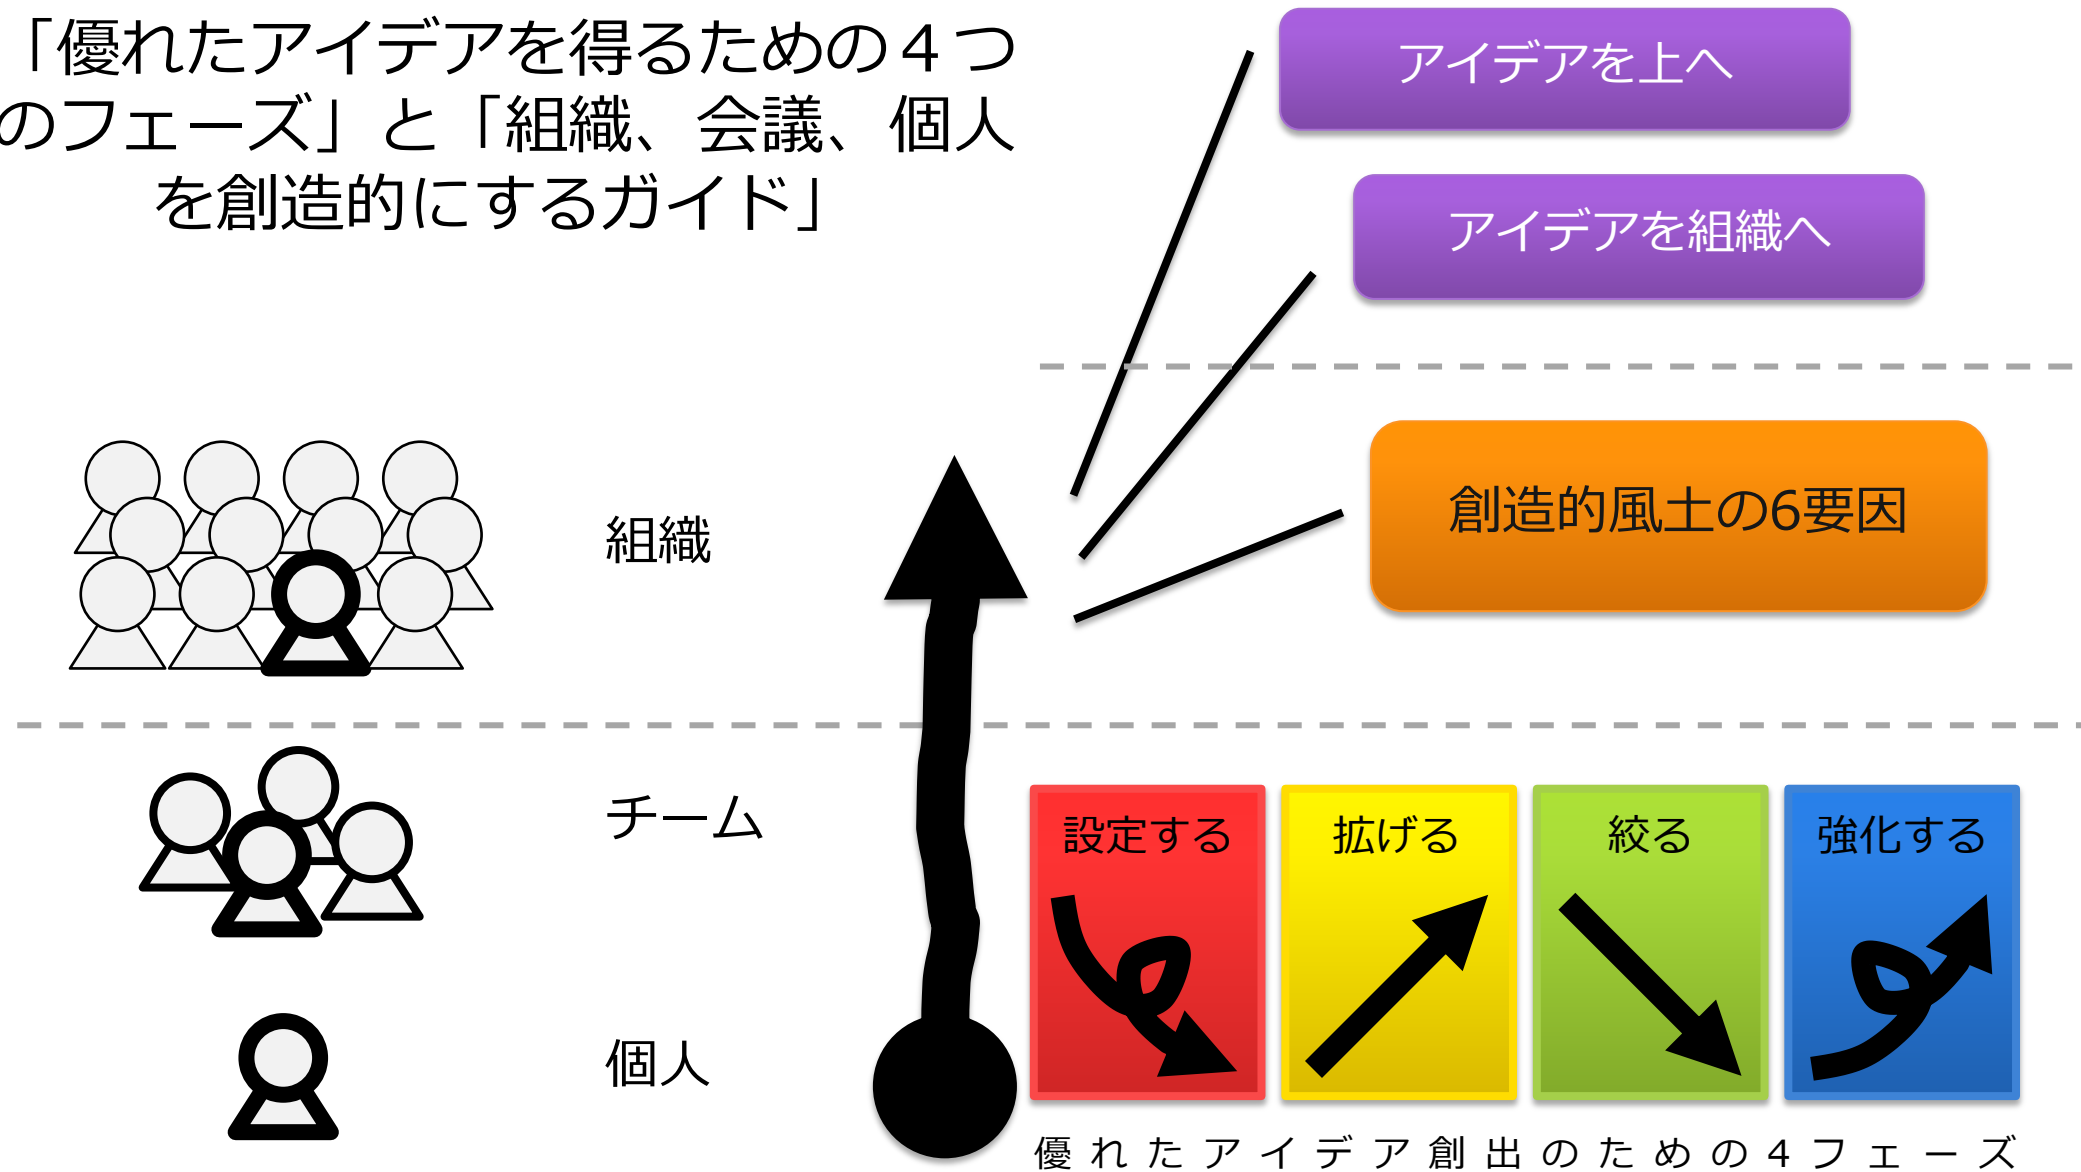 「優れたアイデアを得るための４つ
のフェーズ」と「組織、会議、個人
を創造的にするガイド」
アイデアを上へ
アイデアを組織へ
創造的風土の6要因
組織
チーム
個人
設定する
拡げる
絞る
強化する
優れたアイデア創出のための4フェーズ